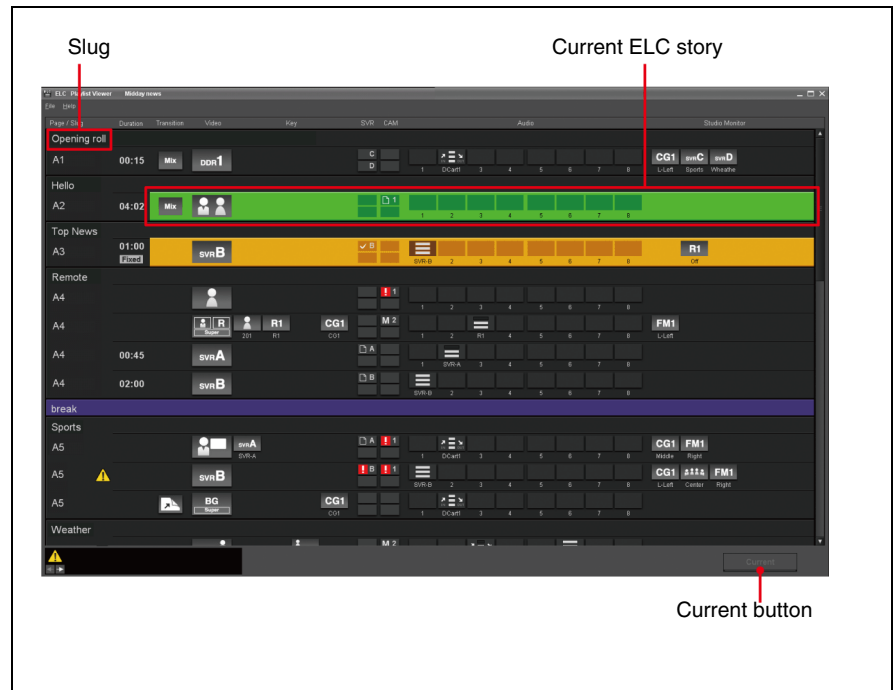 Slug Current ELC story
ELC Playlist Viewer Midday news
File Help
Page / Slug Duration Transition Video Key SVR CAM Audio Studio Monitor
Opening roll
A1 00:15 Mix DDR1 C D 1 DCart1 3 4 5 6 7 8 CG1 L-Left SVRC Sports SVRD Wheathe
Hello
A2 04:02 Mix 1 1 2 3 4 5 6 7 8
Top News
A3 01:00 Fixed SVRB B SVR-B 2 3 4 5 6 7 8 R1 Off
Remote
A4 1 1 2 3 4 5 6 7 8
A4 R Super 201 R1 R1 CG1 CG1 M 2 1 2 R1 4 5 6 7 8 FM1 L-Left
A4 00:45 SVRA A 1 SVR-A 3 4 5 6 7 8
A4 02:00 SVRB B SVR-B 2 3 4 5 6 7 8
break
Sports
A5 SVRA SVR-A A 1 1 DCart1 3 4 5 6 7 8 CG1 Middle FM1 Right
A5 SVRB B 1 SVR-B 2 3 4 5 6 7 8 CG1 L-Left Center FM1 Right
A5 BG Super CG1 CG1 1 DCart1 3 4 5 6 7 8
Weather
M 2
Current
Current button